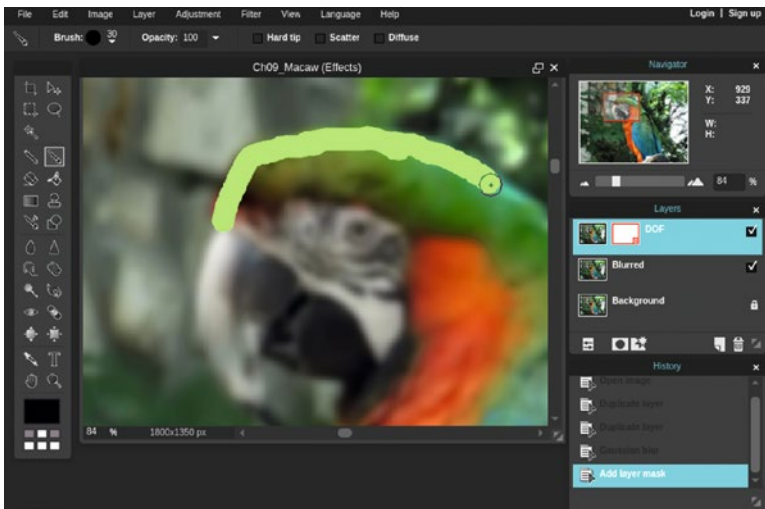 File Edit Image Layer Adjustment Filter View Language Help Login | Sign up
Brush: 30 Opacity: 100 Hard tip Scatter Diffuse
Ch09_Macaw (Effects)
84 % 1800x1350 px
Navigator
X: 929
Y: 337
W:
H:
84 %
Layers
DOF
Blurred
Background
History
Open image
Duplicate layer
Duplicate layer
Gaussian blur
Add layer mask